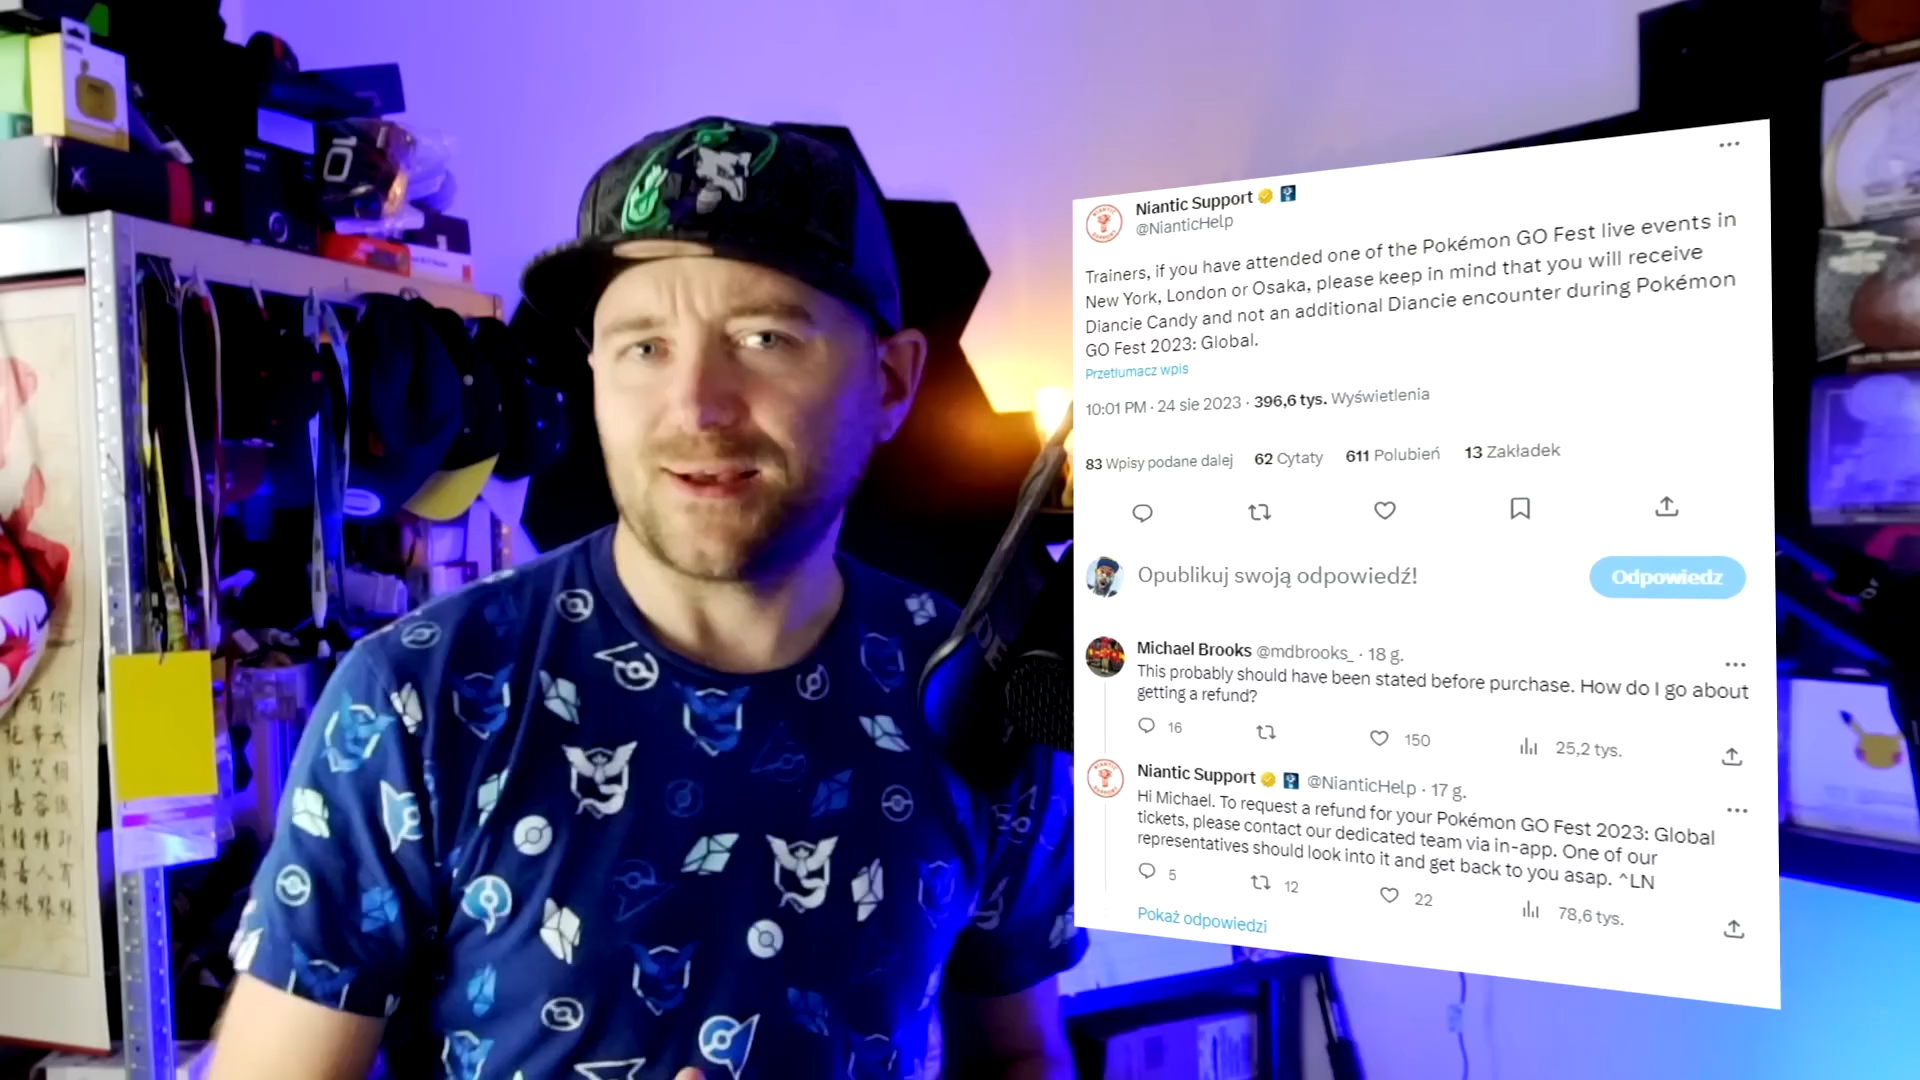 Niantic Support
@NianticHelp
Trainers, if you have attended one of the Pokémon GO Fest live events in
New York, London or Osaka, please keep in mind that you will receive
Diancie Candy and not an additional Diancie encounter during Pokémon
GO Fest 2023: Global.
Przetłumacz wpis
10:01 PM · 24 sie 2023 · 396,6 tys. Wyświetlenia
83 Wpisy podane dalej 62 Cytaty 611 Polubień 13 Zakładek
Opublikuj swoją odpowiedź!
Odpowiedz
Michael Brooks @mdbrooks_ · 18 g.
This probably should have been stated before purchase. How do I go about
getting a refund?
16 150 25,2 tys.
Niantic Support @NianticHelp · 17 g.
Hi Michael. To request a refund for your Pokémon GO Fest 2023: Global
tickets, please contact our dedicated team via in-app. One of our
representatives should look into it and get back to you asap. ^LN
5 12 22 78,6 tys.
Pokaż odpowiedzi